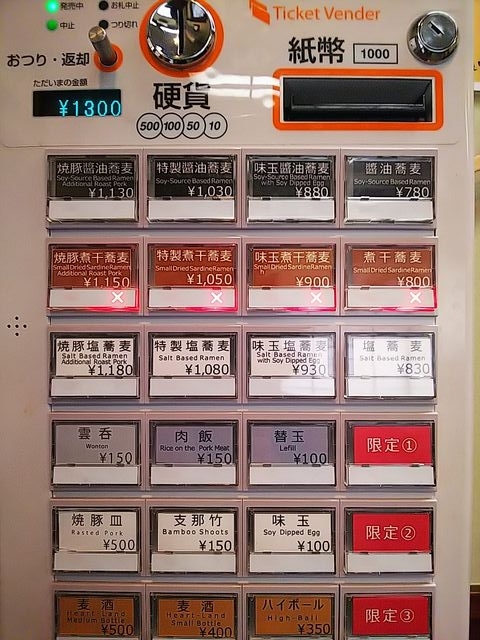 発売中
お札中止
中止
つり切れ
Ticket Vender
おつり・返却
紙幣
1000
ただいまの金額
¥1300
硬貨
500 100 50 10
焼豚醤油蕎麦
Soy-Source Based Ramen
Additional Roast Pork
¥1,130
特製醤油蕎麦
Soy-Source Based Ramen
¥1,030
味玉醤油蕎麦
Soy-Source Based Ramen
with Soy Dipped Egg
¥880
醤油蕎麦
Soy-Source Based Ramen
¥780
焼豚煮干蕎麦
Small Dried Sardine Ramen
Additional Roast Pork
¥1,150
特製煮干蕎麦
Small Dried Sardine Ramen
¥1,050
味玉煮干蕎麦
Small Dried Sardine Ramen
¥900
煮干蕎麦
Small Dried Sardine Ramen
¥800
焼豚塩蕎麦
Salt Based Ramen
Additional Roast Pork
¥1,180
特製塩蕎麦
Salt Based Ramen
¥1,080
味玉塩蕎麦
Salt Based Ramen
with Soy Dipped Egg
¥930
塩蕎麦
Salt Based Ramen
¥830
雲呑
Wonton
¥150
肉飯
Rice on the Pork Meat
¥150
替玉
Lefill
¥100
限定①
焼豚皿
Rasted Pork
¥500
支那竹
Bamboo Shoots
¥150
味玉
Soy Dipped Egg
¥100
限定②
麦酒
Heart-Land
Medium Bottle
¥500
麦酒
Heart-Land
Small Bottle
¥400
ハイボール
High-Ball
¥350
限定③